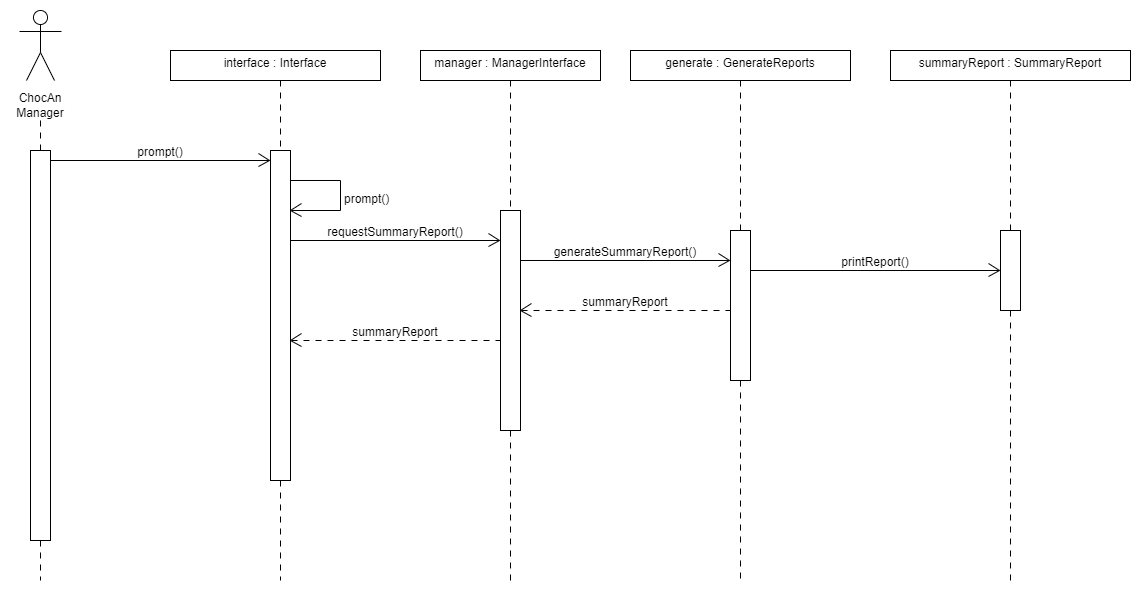 interface : Interface
manager : ManagerInterface
generate : GenerateReports
summaryReport : SummaryReport
ChocAn
Manager
prompt()
prompt()
requestSummaryReport()
generateSummaryReport()
printReport()
summaryReport
summaryReport